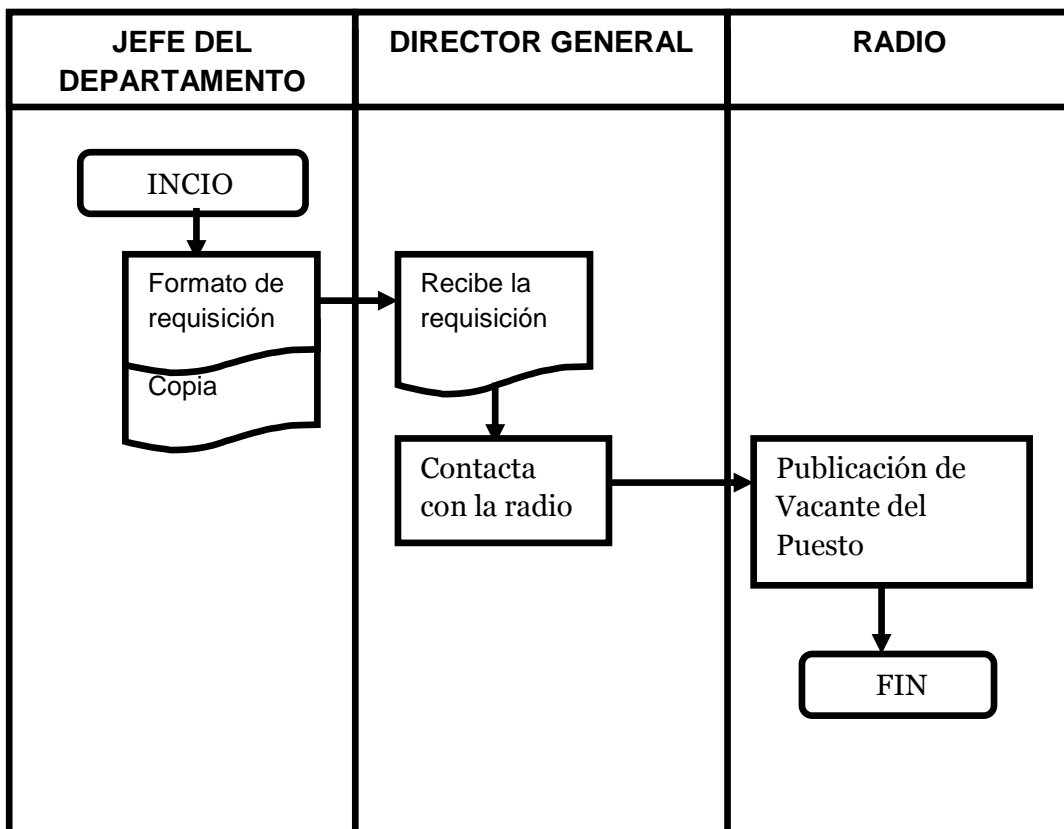 JEFE DEL
DEPARTAMENTO
DIRECTOR GENERAL
RADIO
INCIO
Formato de
requisición
Copia
Recibe la
requisición
Contacta
con la radio
Publicación de
Vacante del
Puesto
FIN